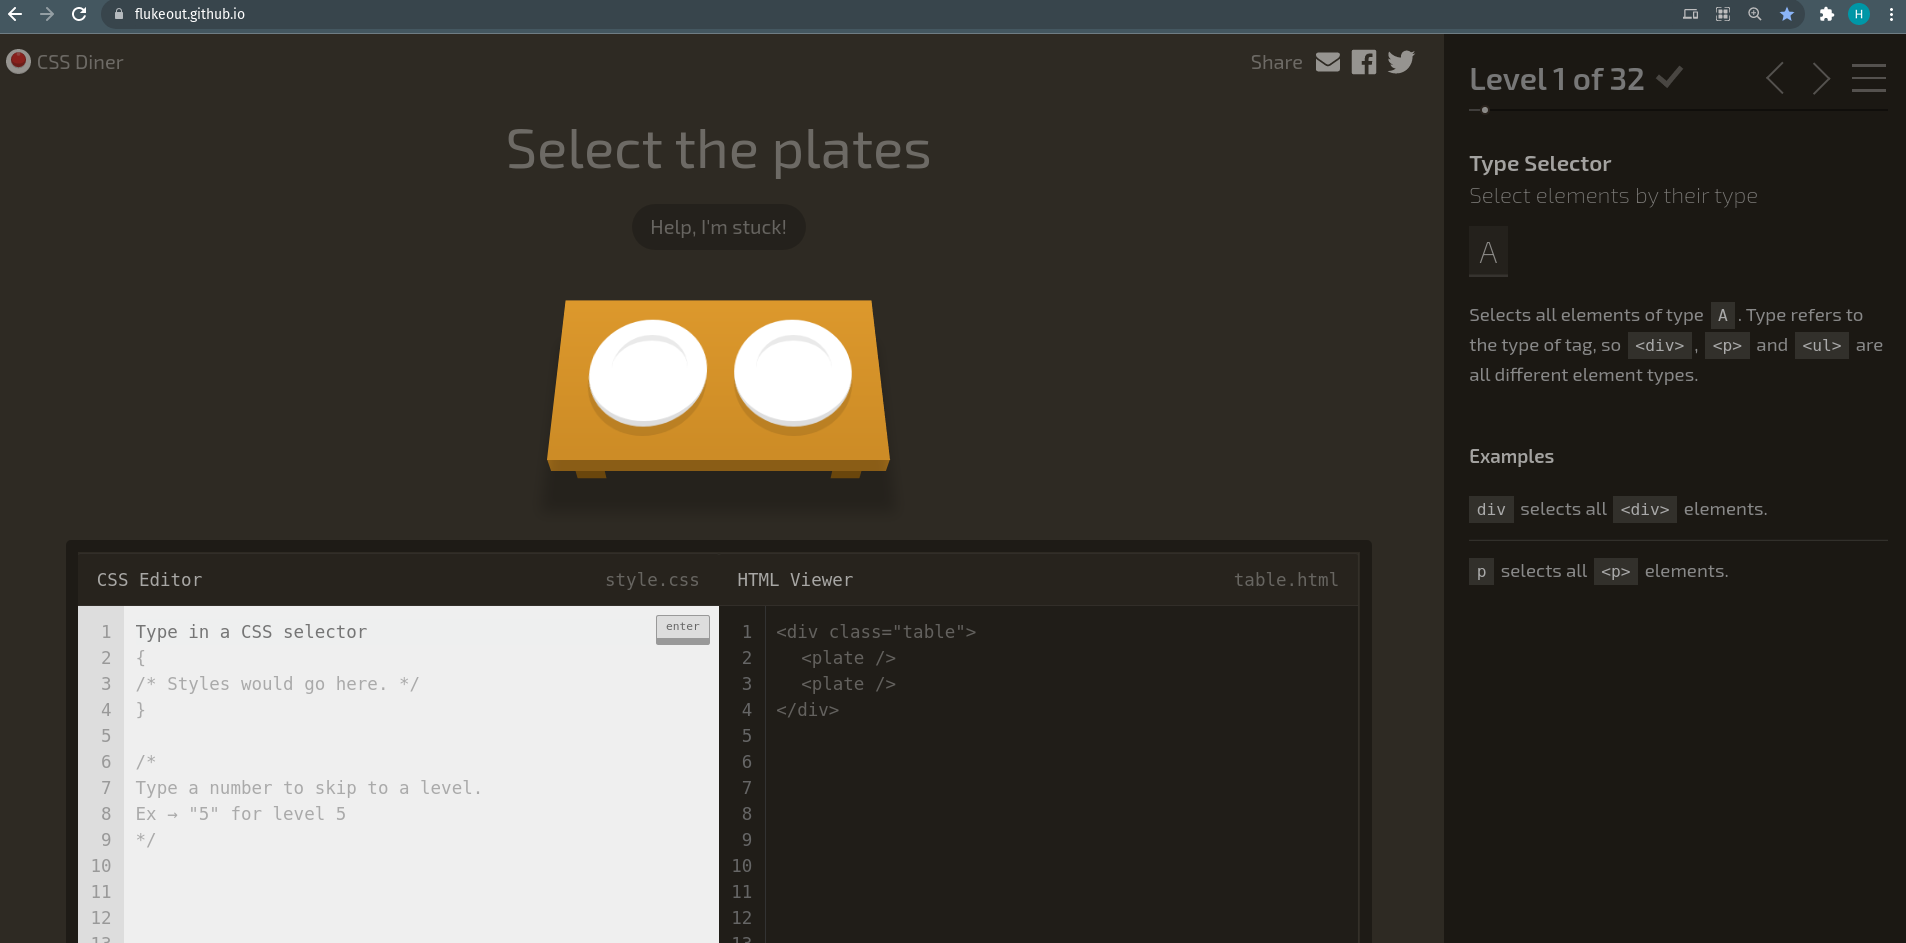 flukeout.github.io
H
CSS Diner
Share
Select the plates
Help, I'm stuck!
CSS Editor
style.css
1 Type in a CSS selector
enter
2 {
3 /* Styles would go here. */
4 }
5
6 /*
7 Type a number to skip to a level.
8 Ex → "5" for level 5
9 */
10
11
12
13
HTML Viewer
table.html
1 <div class="table">
2 <plate />
3 <plate />
4 </div>
5
6
7
8
9
10
11
12
13
Level 1 of 32
Type Selector
Select elements by their type
A
Selects all elements of type A . Type refers to
the type of tag, so <div> , <p> and <ul> are
all different element types.
Examples
div selects all <div> elements.
p selects all <p> elements.